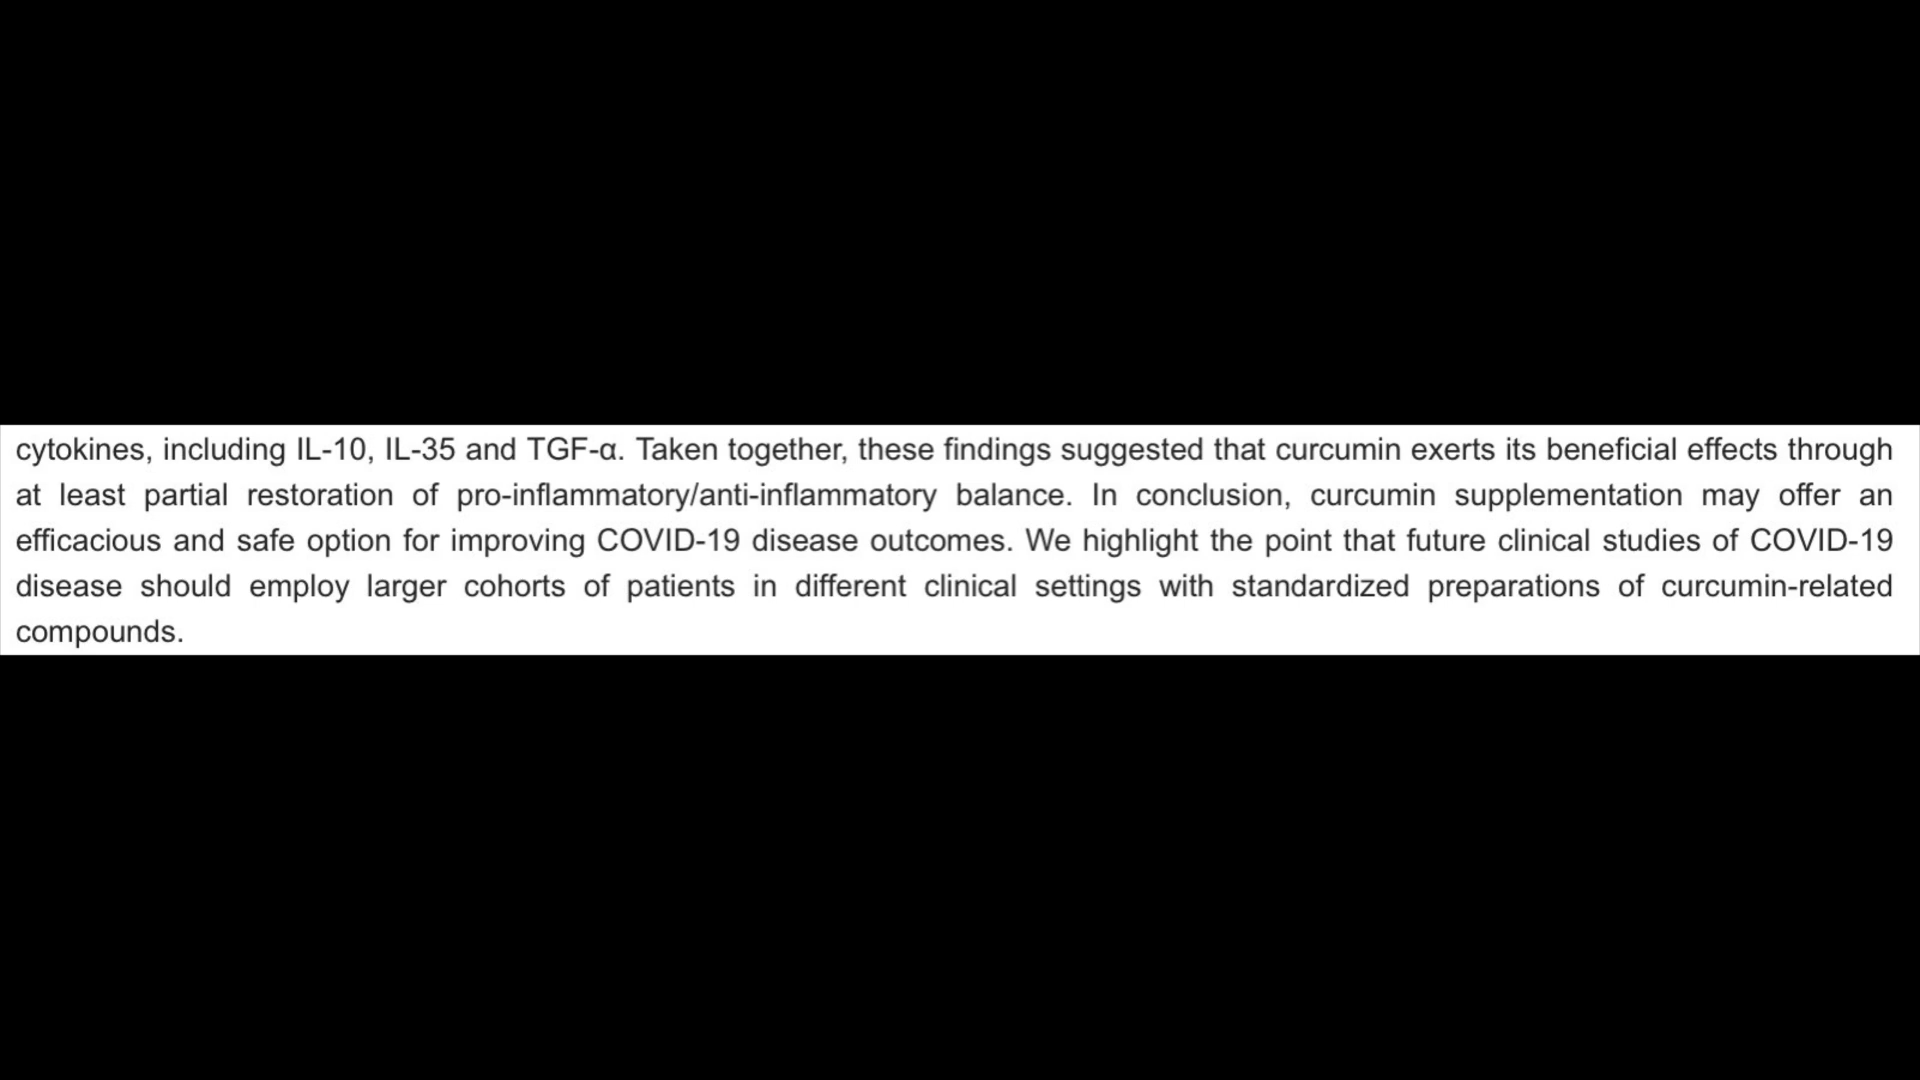 cytokines, including IL-10, IL-35 and TGF-α. Taken together, these findings suggested that curcumin exerts its beneficial effects through
at least partial restoration of pro-inflammatory/anti-inflammatory balance. In conclusion, curcumin supplementation may offer an
efficacious and safe option for improving COVID-19 disease outcomes. We highlight the point that future clinical studies of COVID-19
disease should employ larger cohorts of patients in different clinical settings with standardized preparations of curcumin-related
compounds.